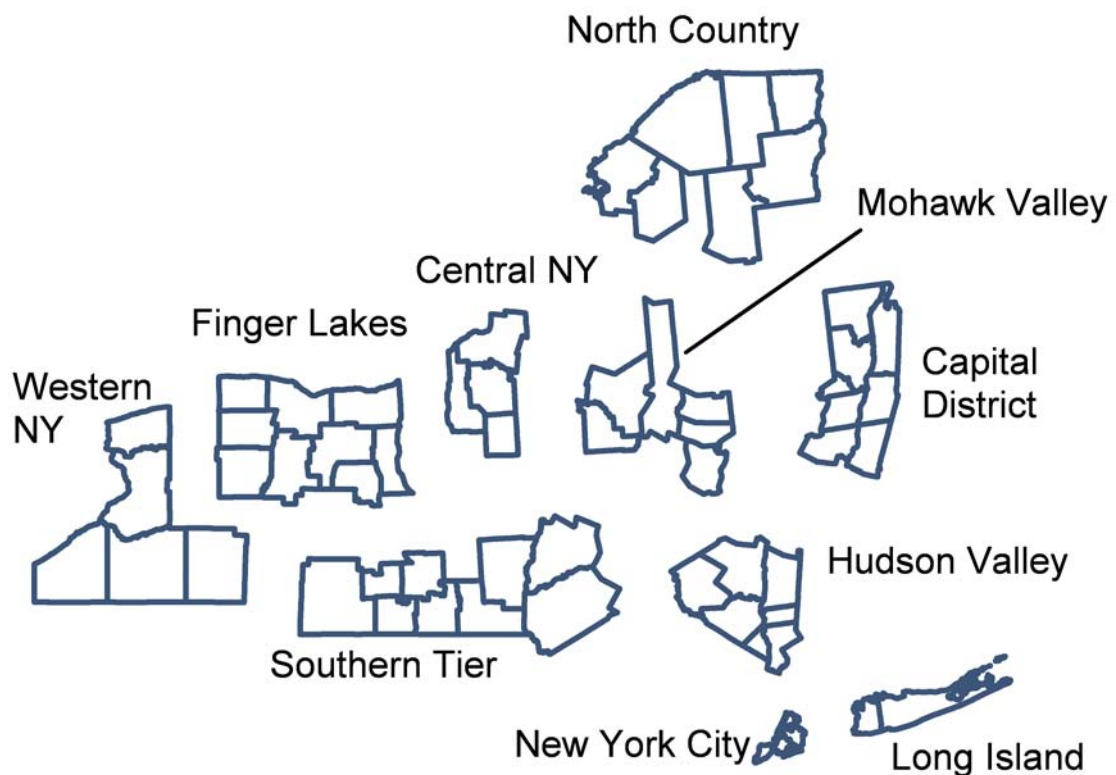 North Country
Mohawk Valley
Central NY
Finger Lakes
Western
NY
Capital
District
Hudson Valley
Southern Tier
New York City
Long Island